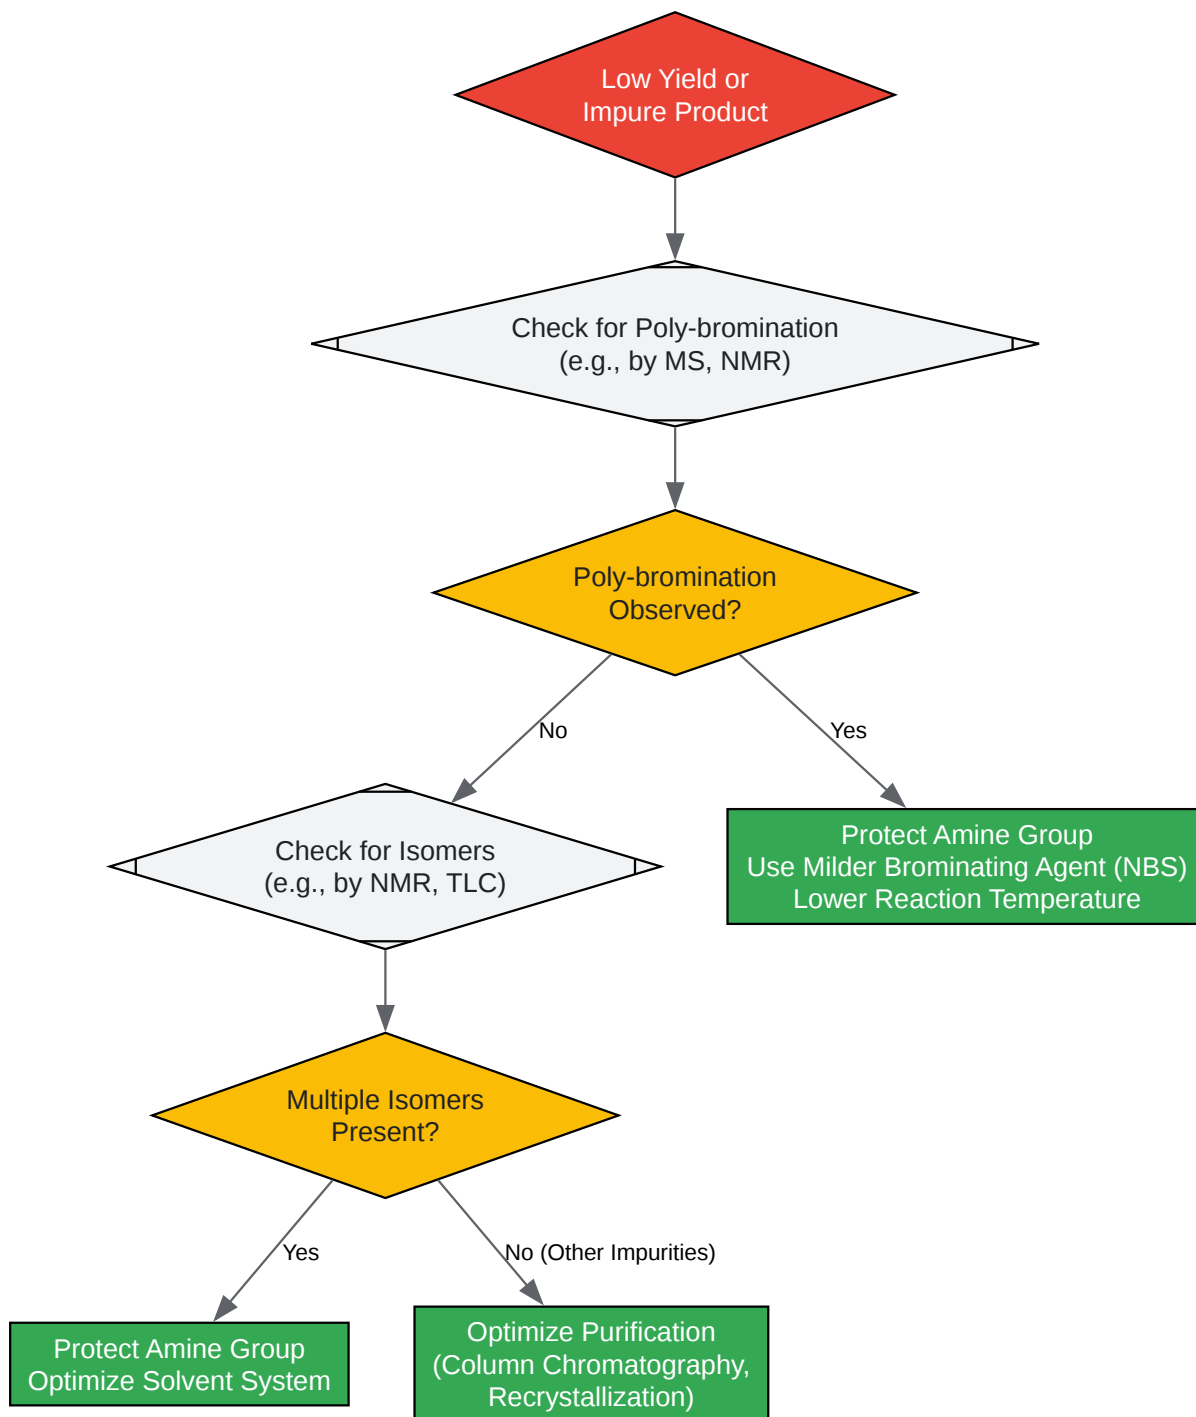 Low Yield or
Impure Product
Check for Poly-bromination
(e.g., by MS, NMR)
Poly-bromination
Observed?
No
Yes
Check for Isomers
(e.g., by NMR, TLC)
Protect Amine Group
Use Milder Brominating Agent (NBS)
Lower Reaction Temperature
Multiple Isomers
Present?
Yes
No (Other Impurities)
Protect Amine Group
Optimize Solvent System
Optimize Purification
(Column Chromatography,
Recrystallization)